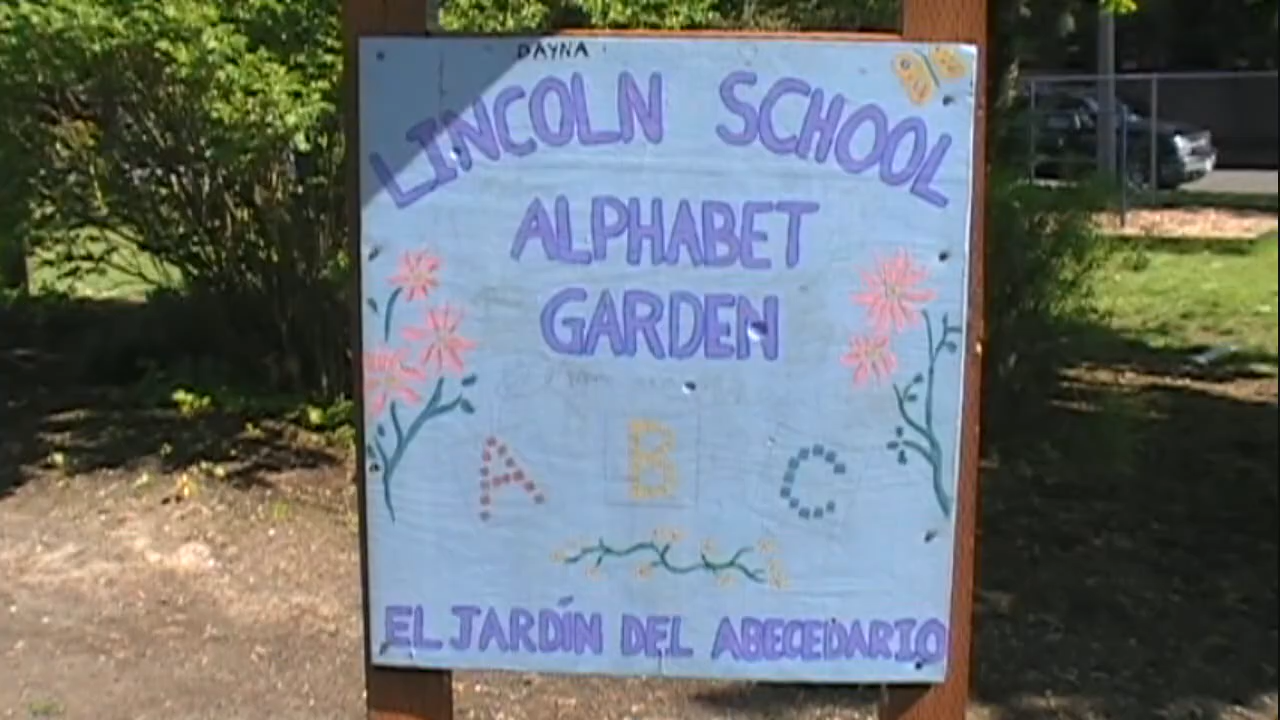 DAYNA
LINCOLN SCHOOL
ALPHABET
GARDEN
A B C
EL JARDÍN DEL ABECEDARIO